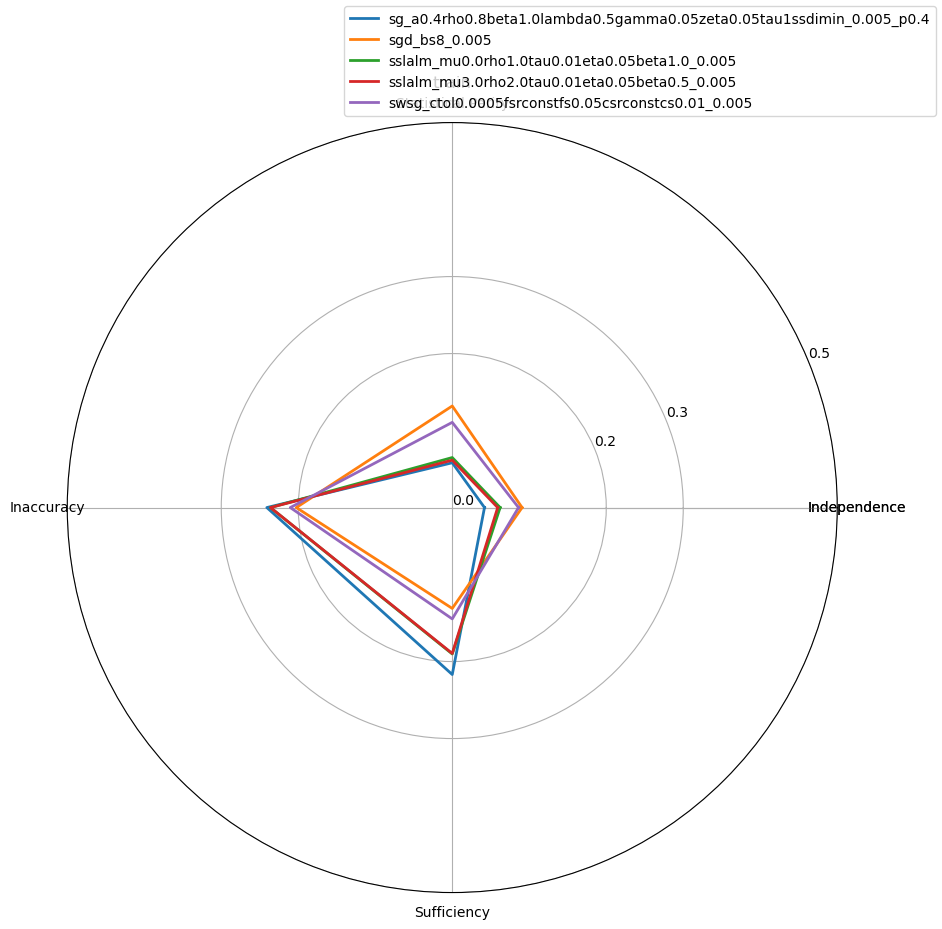 sg_a0.4rho0.8beta1.0lambda0.5gamma0.05zeta0.05tau1ssdimin_0.005_p0.4
sgd_bs8_0.005
sslalm_mu0.0rho1.0tau0.01eta0.05beta1.0_0.005
sslalm_mu3.0rho2.0tau0.01eta0.05beta0.5_0.005
swsg_ctol0.0005fsrconstfs0.05csrconstcs0.01_0.005
0.5
0.3
0.2
0.0
Inaccuracy
Independence
Sufficiency